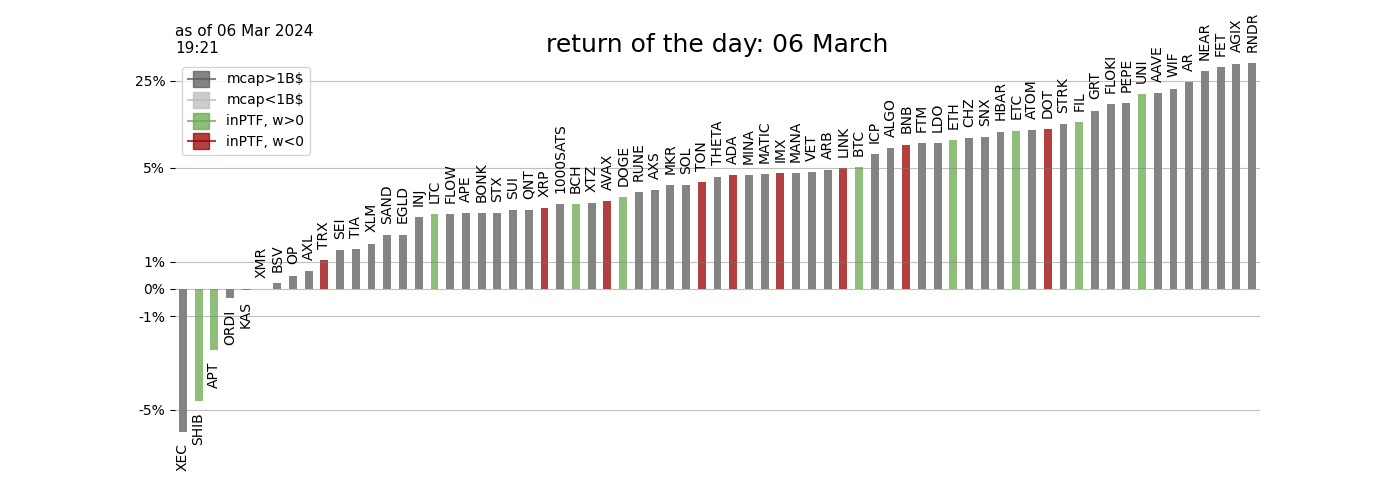 as of 06 Mar 2024
19:21
return of the day: 06 March
mcap>1B$
mcap<1B$
inPTF, w>0
inPTF, w<0
25%
5%
1%
0%
-1%
-5%
XEC
SHIB
APT
ORDI
KAS
XMR
BSV
OP
AXL
TRX
SEI
TIA
XLM
SAND
EGLD
INJ
LTC
FLOW
APE
BONK
STX
SUI
QNT
XRP
1000SATS
BCH
XTZ
AVAX
DOGE
RUNE
AXS
MKR
SOL
TON
THETA
ADA
MINA
MATIC
IMX
MANA
VET
ARB
LINK
BTC
ICP
ALGO
BNB
FTM
LDO
ETH
CHZ
SNX
HBAR
ETC
ATOM
DOT
STRK
FIL
GRT
FLOKI
PEPE
UNI
AAVE
WIF
AR
NEAR
FET
AGIX
RNDR